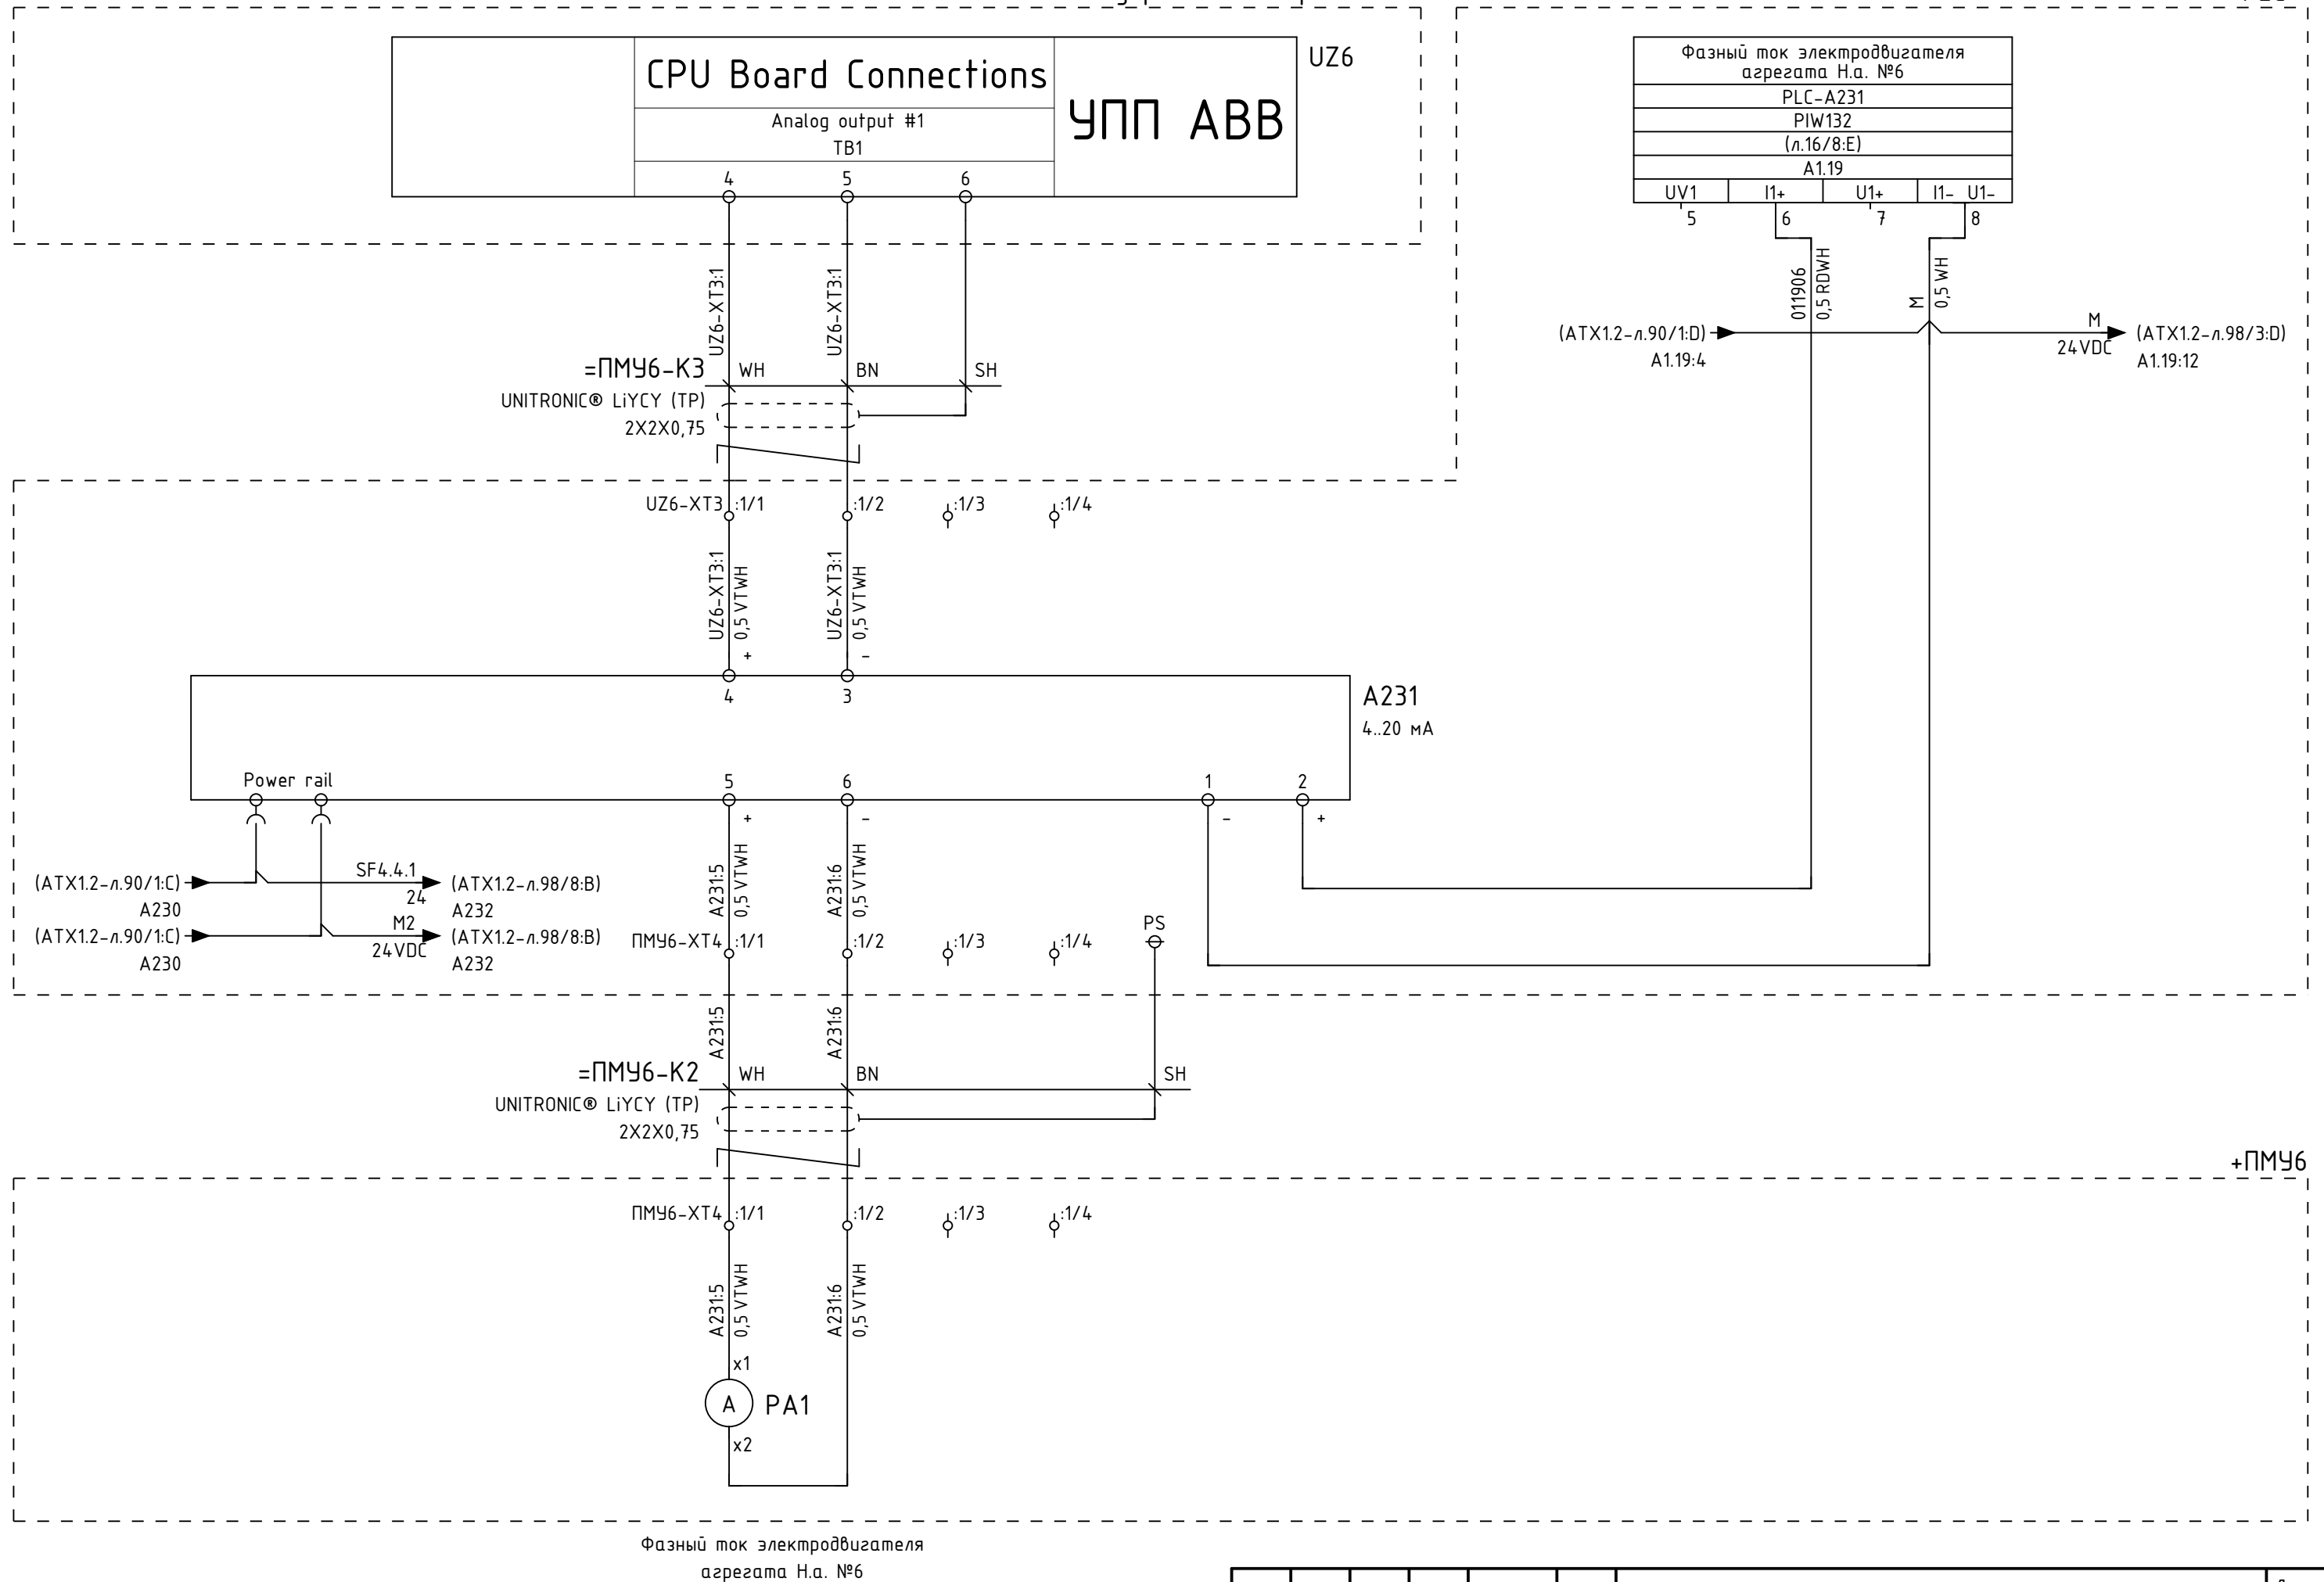 UZ6
CPU Board Connections
Analog output #1
TB1
УПП АВВ
4
5
6
Фазный ток электродвигателя
агрегата Н.а. №6
PLC-A231
PIW132
(л.16/8:E)
A1.19
UV1
I1+
U1+
I1- U1-
5
6
7
8
UZ6-XT3:1
UZ6-XT3:1
011906
0,5 RDWH
M
0,5 WH
(ATX1.2-л.90/1:D)
A1.19:4
M
24VDC
(ATX1.2-л.98/3:D)
A1.19:12
=ПМУ6-К3
WH
BN
SH
UNITRONIC® LiYCY (TP)
2X2X0,75
UZ6-XT3
:1/1
:1/2
:1/3
:1/4
UZ6-XT3:1
0,5 VTWH
UZ6-XT3:1
0,5 VTWH
+
-
4
3
A231
4..20 мА
Power rail
5
6
1
2
+
-
-
+
(ATX1.2-л.90/1:C)
A230
SF4.4.1
24
(ATX1.2-л.98/8:B)
A232
(ATX1.2-л.90/1:C)
A230
M2
24VDC
(ATX1.2-л.98/8:B)
A232
A231:5
0,5 VTWH
A231:6
0,5 VTWH
ПМУ6-XT4
:1/1
:1/2
:1/3
:1/4
PS
A231:5
A231:6
=ПМУ6-К2
WH
BN
SH
UNITRONIC® LiYCY (TP)
2X2X0,75
+ПМУ6
ПМУ6-XT4
:1/1
:1/2
:1/3
:1/4
A231:5
0,5 VTWH
A231:6
0,5 VTWH
x1
A
PA1
x2
Фазный ток электродвигателя
агрегата Н.а. №6